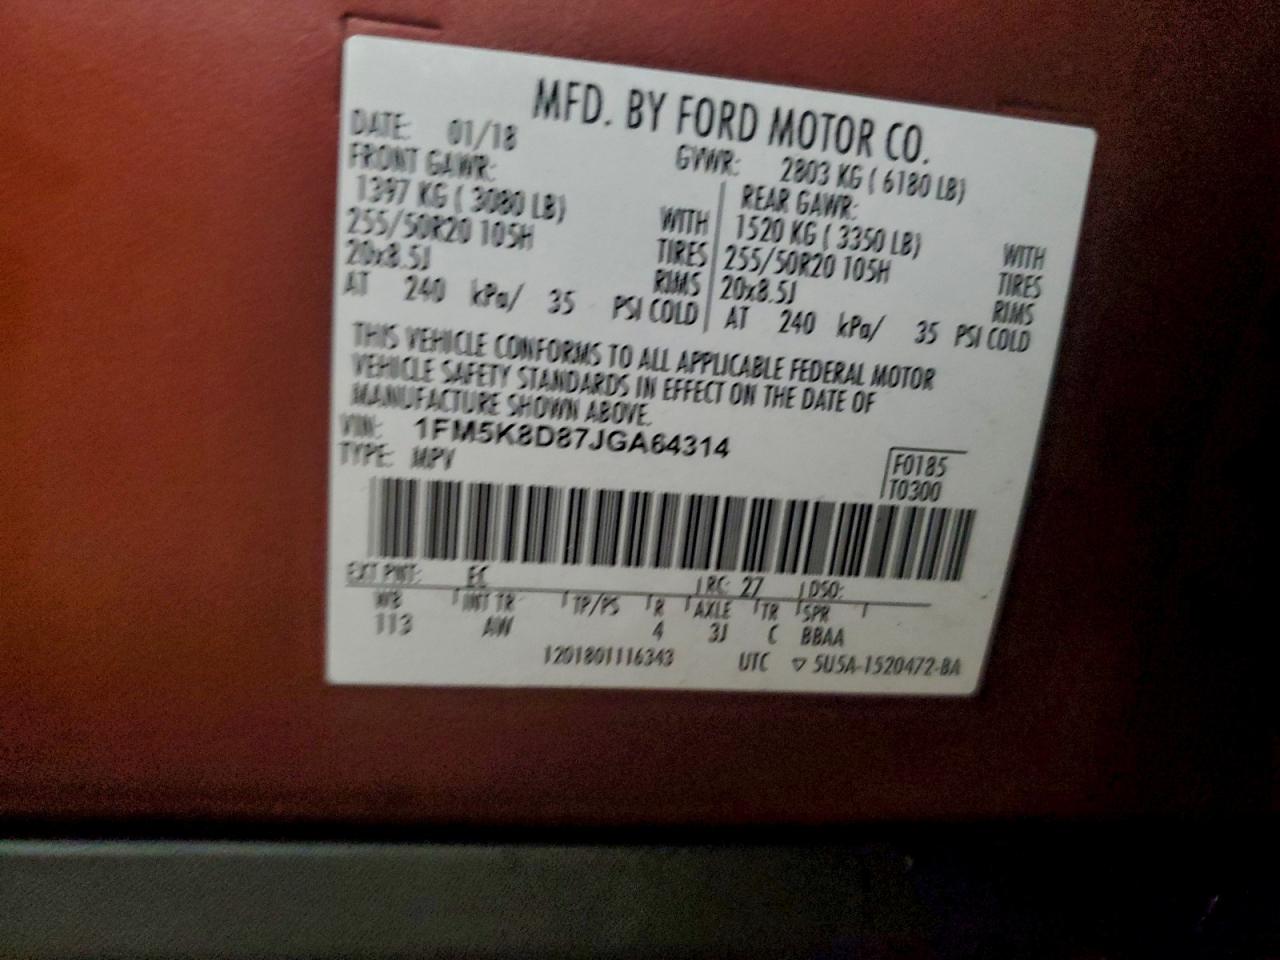 MFD. BY FORD MOTOR CO.
DATE: 01/18 GVWR: 2803 KG ( 6180 LB)
FRONT GAWR: REAR GAWR:
1397 KG ( 3080 LB) WITH 1520 KG ( 3350 LB) WITH
255/50R20 105H TIRES 255/50R20 105H TIRES
20x8.5J RIMS 20x8.5J RIMS
AT 240 kPa/ 35 PSI COLD AT 240 kPa/ 35 PSI COLD
THIS VEHICLE CONFORMS TO ALL APPLICABLE FEDERAL MOTOR
VEHICLE SAFETY STANDARDS IN EFFECT ON THE DATE OF
MANUFACTURE SHOWN ABOVE.
VIN: 1FM5K8D87JGA64314
TYPE: MPV
F0185
T0300
EXT PNT: EC RC: 27 DSO:
WB INT TR TP/PS R AXLE TR SPR
113 AW 4 3J C BBAA
1201801116343 UTC ▽ 5U5A-1520472-BA